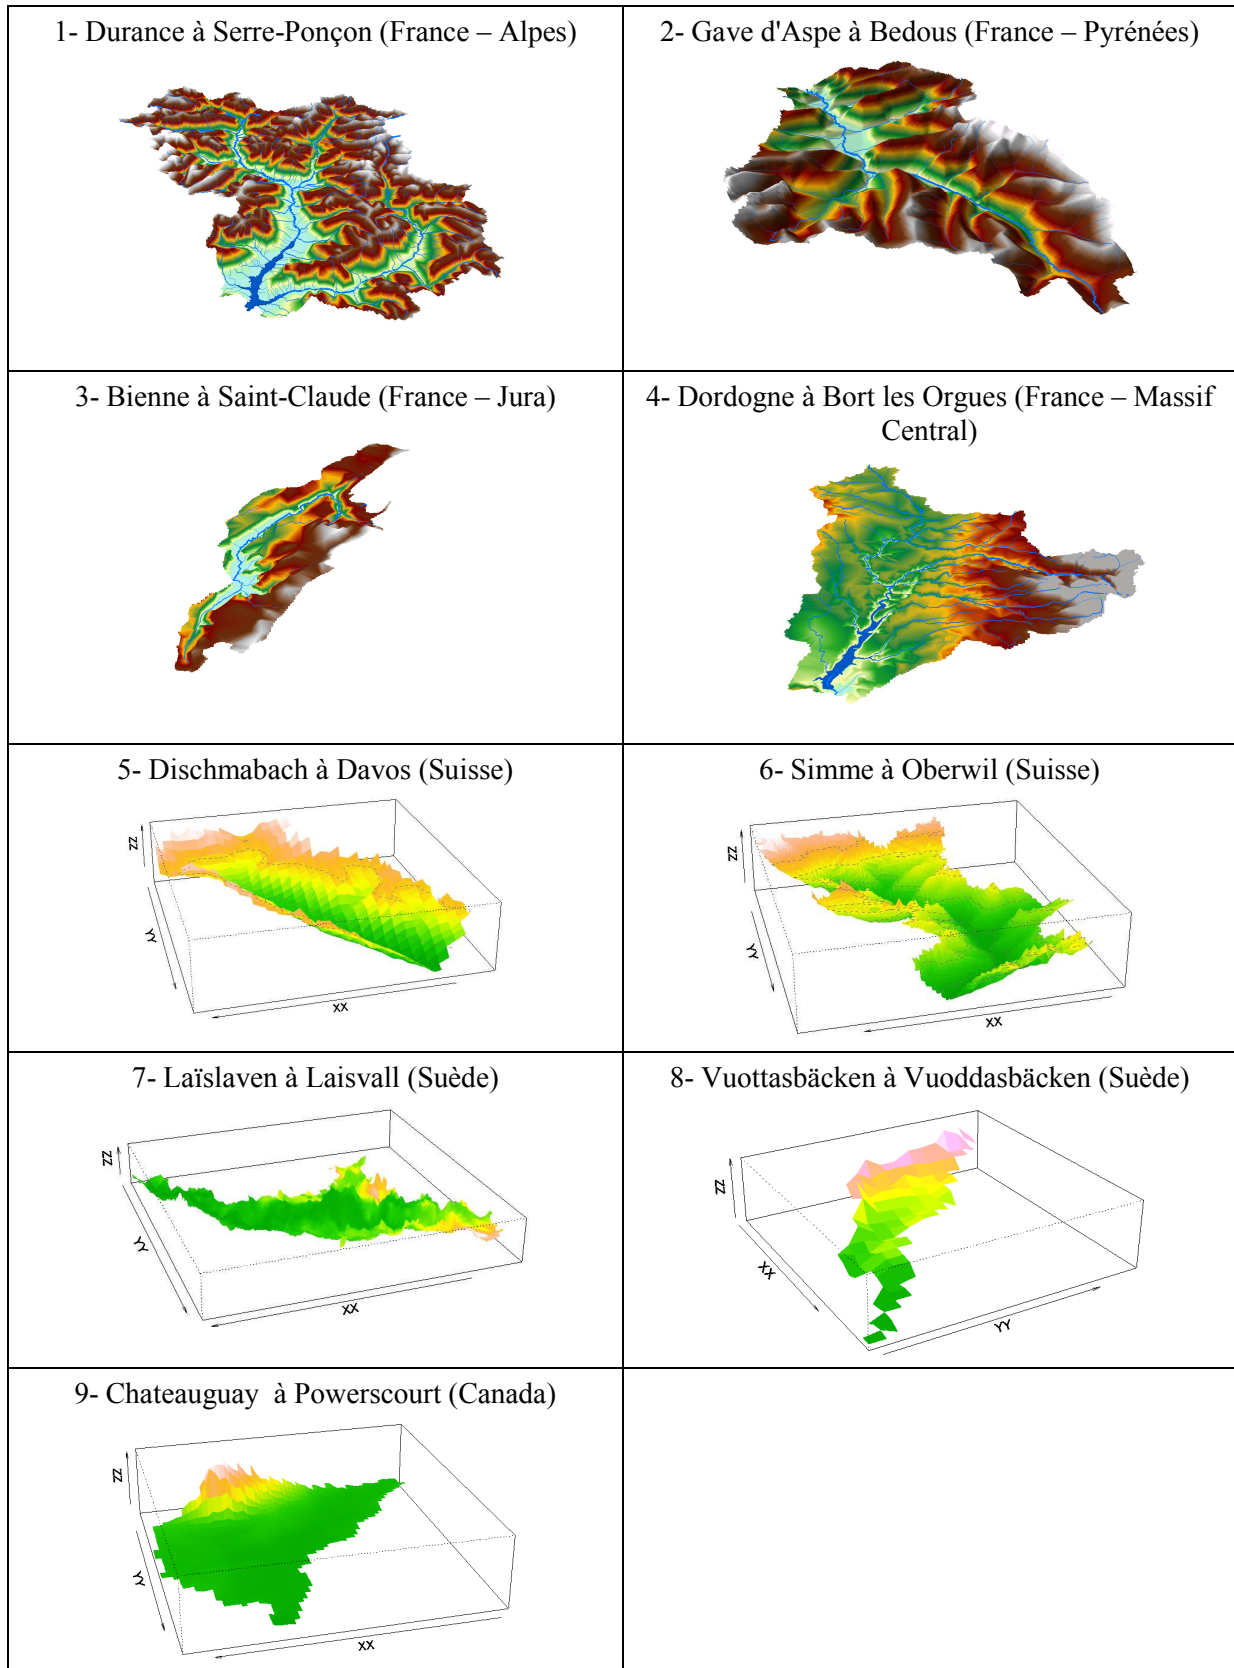 1- Durance à Serre-Ponçon (France – Alpes)
2- Gave d'Aspe à Bedous (France – Pyrénées)
3- Bienne à Saint-Claude (France – Jura)
4- Dordogne à Bort les Orgues (France – Massif
Central)
5- Dischmabach à Davos (Suisse)
ZZ
YY
XX
6- Simme à Oberwil (Suisse)
ZZ
YY
XX
7- Laïslaven à Laisvall (Suède)
ZZ
YY
XX
8- Vuottasbäcken à Vuoddasbäcken (Suède)
ZZ
XX
YY
9- Chateauguay à Powerscourt (Canada)
ZZ
YY
XX